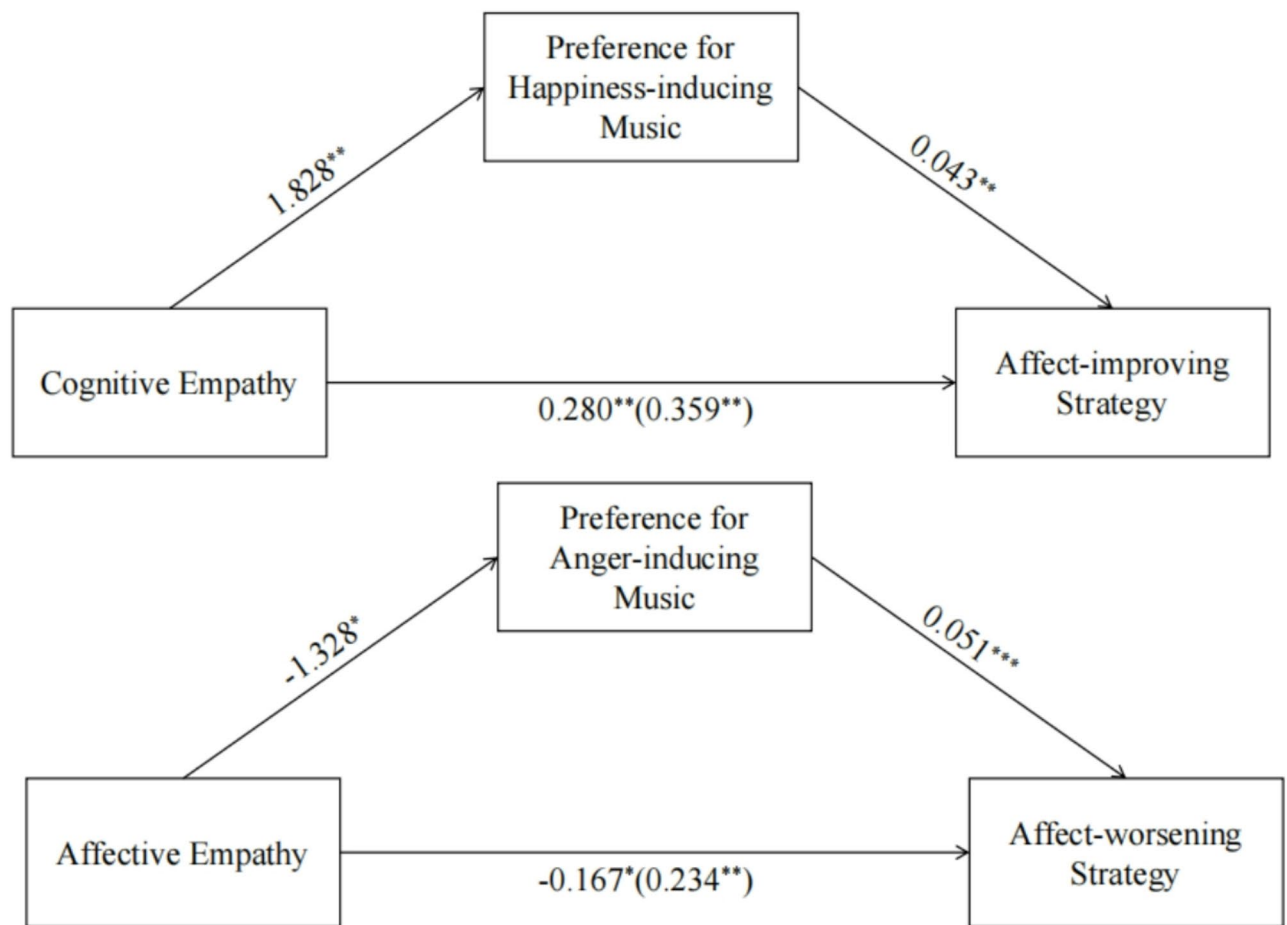 Preference for
Happiness-inducing
Music
1.828**
0.043**
Cognitive Empathy
Affect-improving
Strategy
0.280**(0.359**)
Preference for
Anger-inducing
Music
-1.328*
0.051***
Affective Empathy
Affect-worsening
Strategy
-0.167*(0.234**)